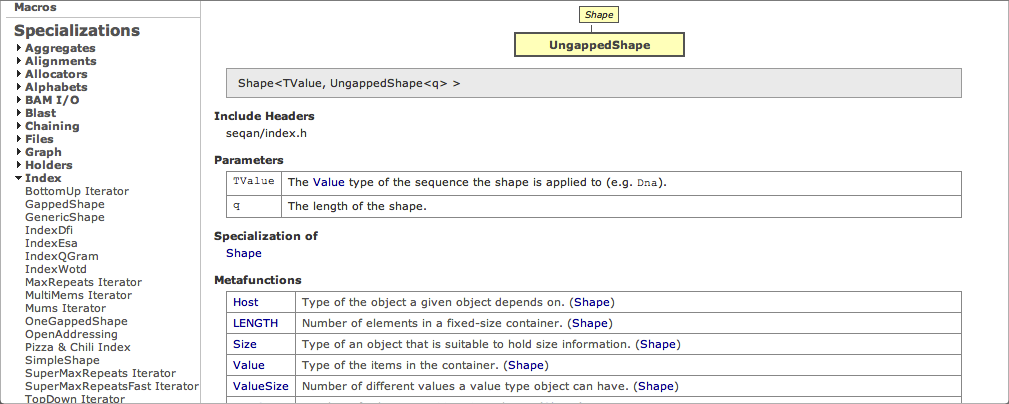 Macros
Specializations
Aggregates
Alignments
Allocators
Alphabets
BAM I/O
Blast
Chaining
Files
Graph
Holders
Index
BottomUp Iterator
GappedShape
GenericShape
IndexDfi
IndexEsa
IndexQGram
IndexWotd
MaxRepeats Iterator
MultiMems Iterator
Mums Iterator
OneGappedShape
OpenAddressing
Pizza & Chili Index
SimpleShape
SuperMaxRepeats Iterator
SuperMaxRepeatsFast Iterator
TopDown Iterator
Shape
UngappedShape
Shape<TValue, UngappedShape<q> >
Include Headers
seqan/index.h
Parameters
TValue The Value type of the sequence the shape is applied to (e.g. Dna).
q The length of the shape.
Specialization of
Shape
Metafunctions
Host Type of the object a given object depends on. (Shape)
LENGTH Number of elements in a fixed-size container. (Shape)
Size Type of an object that is suitable to hold size information. (Shape)
Value Type of the items in the container. (Shape)
ValueSize Number of different values a value type object can have. (Shape)